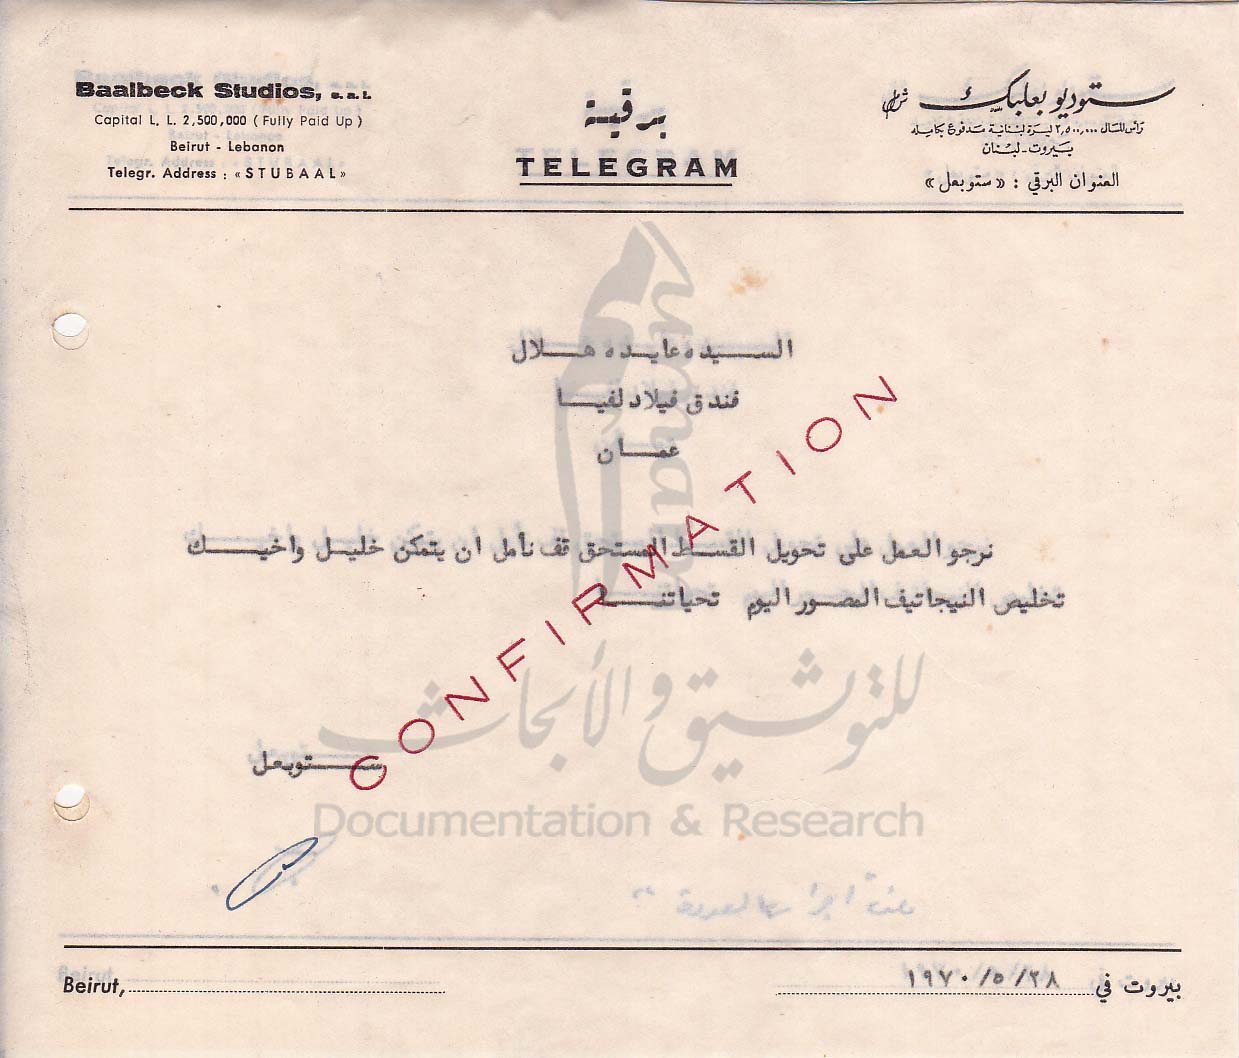 Baalbeck Studios, s.a.l.
Capital L. L. 2,500,000 ( Fully Paid Up )
Beirut - Lebanon
Telegr. Address : «STUBAAL»
برقية
TELEGRAM
ستوديو بعلبك ش.م.ل
رأس المال ٢,٥٠٠,٠٠٠ ليرة لبنانية مدفوع بكامله
بيروت - لبنان
العنوان البرقي : « ستوبعل »
السيده عايده هلال
فندق فيلادلفيا
عمان
نرجو العمل على تحويل القسط المستحق قف نأمل ان يتمكن خليل واخيك
تخليص النيجاتيف المصور اليوم تحياتنا
CONFIRMATION
ستوبعل
umam
للتوثيق والأبحاث
Documentation & Research
Beirut,
بيروت في ١٩٧٠/٥/٢٨